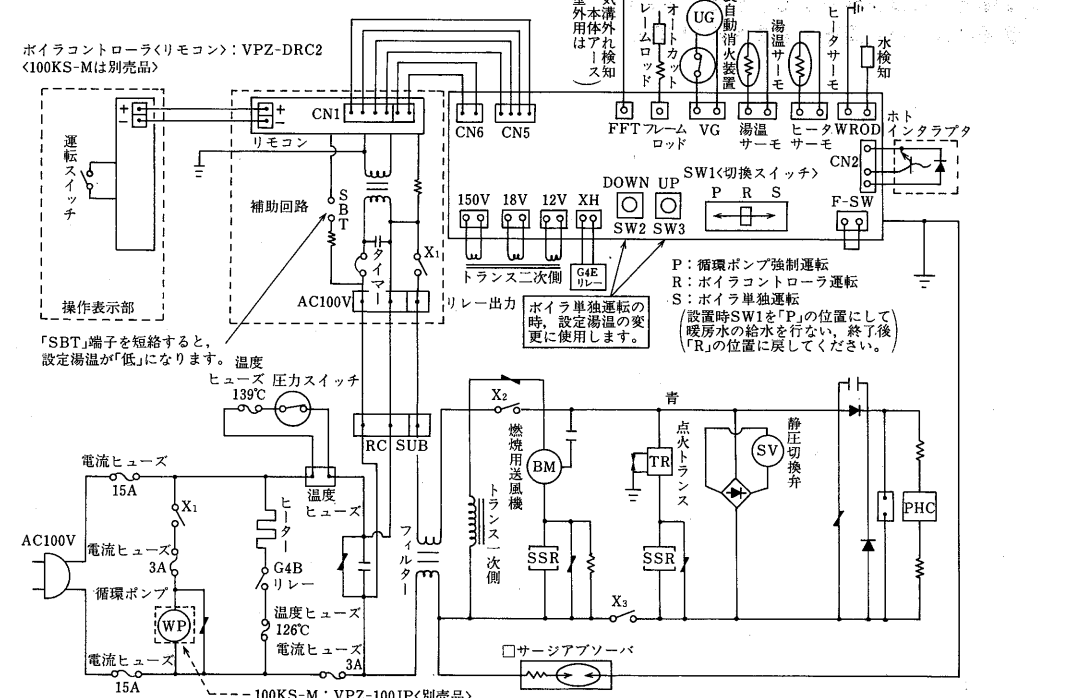 ボイラコントローラ<リモコン>：VPZ-DRC2
<100KS-Mは別売品>
運転スイッチ
操作表示部
リモコン
CN1
補助回路
SBT
タイマー
X1
AC100V
リレー出力
「SBT」端子を短絡すると，
設定湯温が「低」になります。
本体アース)
室外用は
溝外れ検知
レームロッド
オートカット
UG
自動消火装置
湯温サーモ
ヒータサーモ
水検知
CN6
CN5
FFT
フレームロッド
VG
湯温サーモ
ヒータサーモ
WROD
ホトインタラプタ
CN2
F-SW
SW1<切換スイッチ>
P R S
DOWN UP
SW2 SW3
150V 18V 12V XH
トランス二次側
G4E
リレー
ボイラ単独運転の
時，設定湯温の変
更に使用します。
P：循環ポンプ強制運転
R：ボイラコントローラ運転
S：ボイラ単独運転
(設置時SW1を「P」の位置にして
暖房水の給水を行ない，終了後
「R」の位置に戻してください。)
温度
ヒューズ
139℃
圧力スイッチ
温度
ヒューズ
RC SUB
電流ヒューズ
15A
AC100V
X1
電流ヒューズ
3A
循環ポンプ
WP
電流ヒューズ
15A
ヒーター
G4B
リレー
温度ヒューズ
126℃
電流ヒューズ
3A
フィルター
トランス一次側
X2
燃焼用送風機
BM
SSR
青
点火トランス
TR
SSR
X3
静圧切換弁
SV
PHC
□サージアブソーバ
100KS-M：VPZ-100JP<別売品>